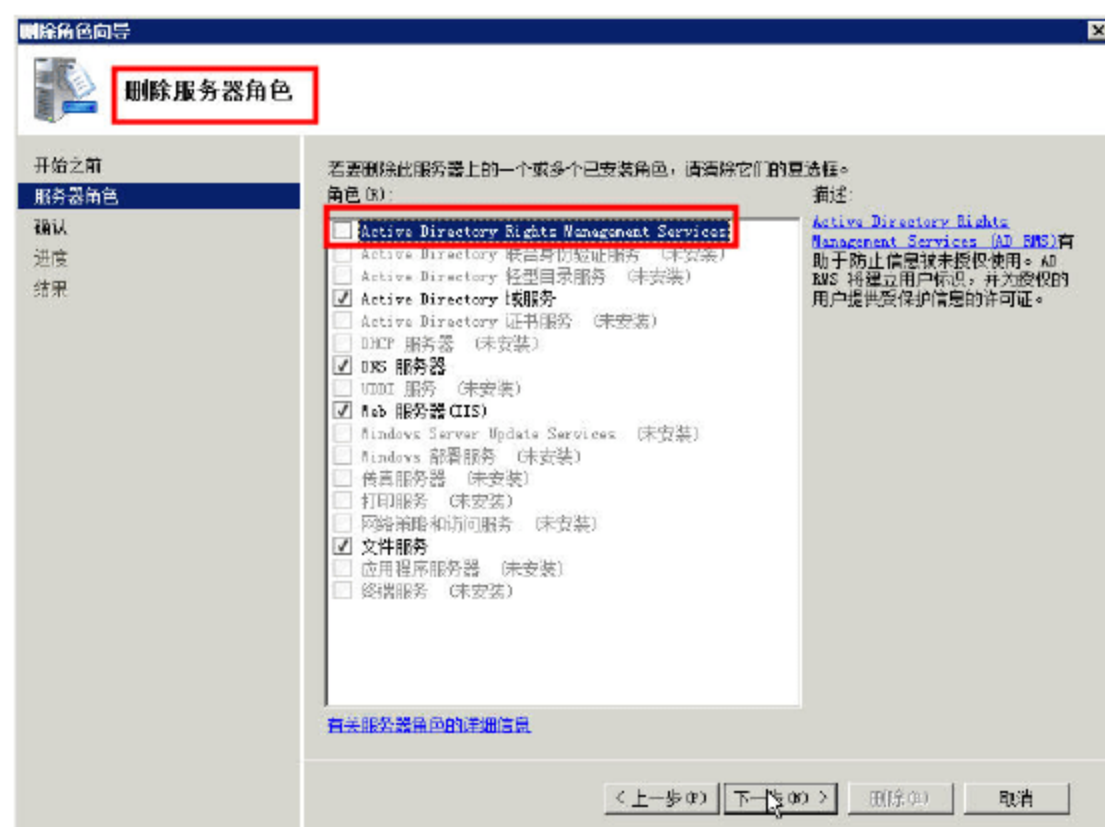 删除角色向导
删除服务器角色
开始之前
服务器角色
确认
进度
结果
若要删除此服务器上的一个或多个已安装角色，请清除它们的复选框。
角色(R):
Active Directory Rights Management Services
Active Directory 联合身份验证服务 (未安装)
Active Directory 轻型目录服务 (未安装)
Active Directory 域服务
Active Directory 证书服务 (未安装)
DHCP 服务器 (未安装)
DNS 服务器
UDDI 服务 (未安装)
Web 服务器(IIS)
Windows Server Update Services (未安装)
Windows 部署服务 (未安装)
传真服务器 (未安装)
打印服务 (未安装)
网络策略和访问服务 (未安装)
文件服务
应用程序服务器 (未安装)
终端服务 (未安装)
有关服务器角色的详细信息
描述:
Active Directory Rights
Management Services (AD RMS)有
助于防止信息被未授权使用。AD
RMS 将建立用户标识，并为授权的
用户提供受保护信息的许可证。
< 上一步(P)
下一步(N) >
删除(R)
取消